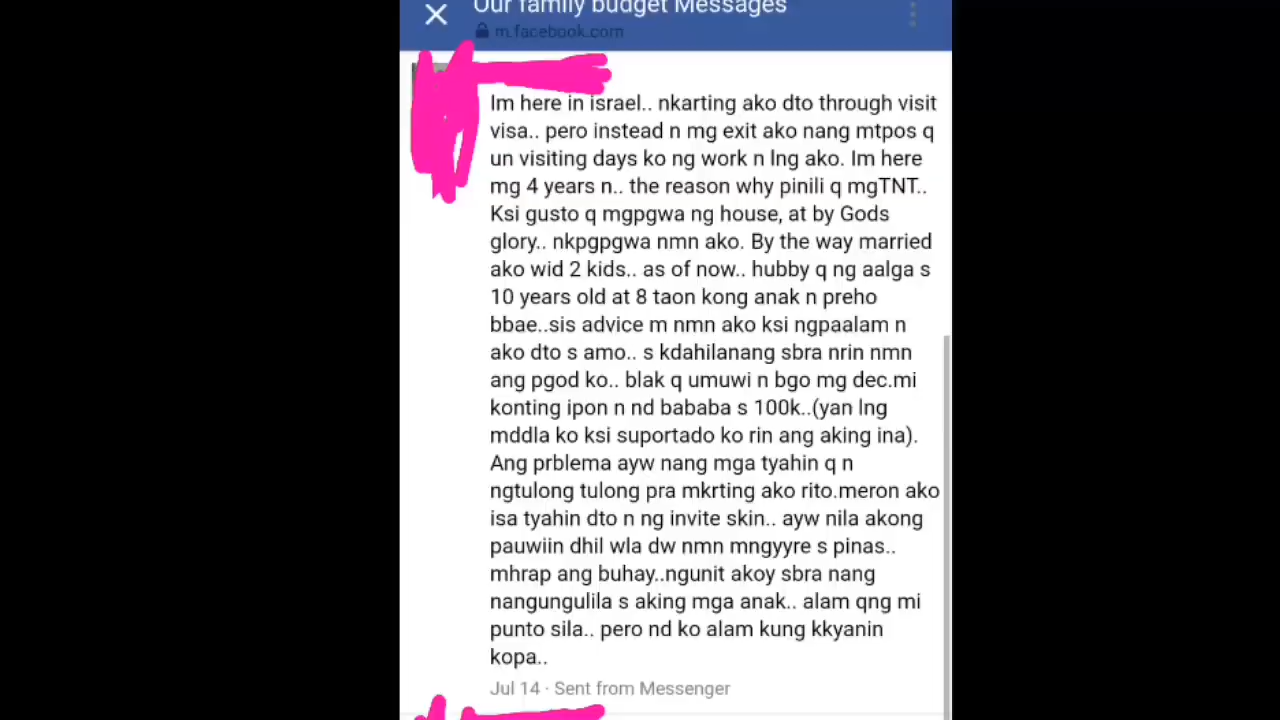 Our family budget Messages
m.facebook.com
Im here in israel.. nkarting ako dto through visit
visa.. pero instead n mg exit ako nang mtpos q
un visiting days ko ng work n lng ako. Im here
mg 4 years n.. the reason why pinili q mgTNT..
Ksi gusto q mgpgwa ng house, at by Gods
glory.. nkpgpgwa nmn ako. By the way married
ako wid 2 kids.. as of now.. hubby q ng aalga s
10 years old at 8 taon kong anak n preho
bbae..sis advice m nmn ako ksi ngpaalam n
ako dto s amo.. s kdahilanang sbra nrin nmn
ang pgod ko.. blak q umuwi n bgo mg dec.mi
konting ipon n nd bababa s 100k..(yan lng
mddla ko ksi suportado ko rin ang aking ina).
Ang prblema ayw nang mga tyahin q n
ngtulong tulong pra mkrting ako rito.meron ako
isa tyahin dto n ng invite skin.. ayw nila akong
pauwiin dhil wla dw nmn mngyyre s pinas..
mhrap ang buhay..ngunit akoy sbra nang
nangungulila s aking mga anak.. alam qng mi
punto sila.. pero nd ko alam kung kkyanin
kopa..
Jul 14 · Sent from Messenger